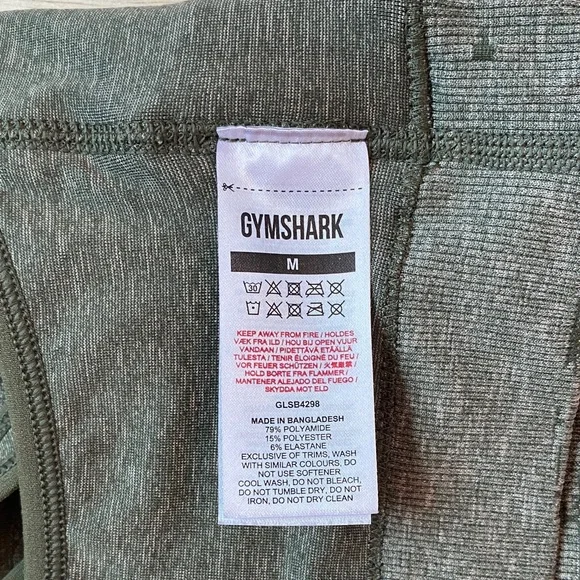 GYMSHARK
M
30
KEEP AWAY FROM FIRE / HOLDES
VÆK FRA ILD / HOU BIJ OPEN VUUR
VANDAAN / PIDETTÄVÄ ETÄÄLLÄ
TULESTA / TENIR ÉLOIGNÉ DU FEU /
VOR FEUER SCHÜTZEN / 火気厳禁 /
HOLD BORTE FRA FLAMMER /
MANTENER ALEJADO DEL FUEGO /
SKYDDA MOT ELD
GLSB4298
MADE IN BANGLADESH
79% POLYAMIDE
15% POLYESTER
6% ELASTANE
EXCLUSIVE OF TRIMS, WASH
WITH SIMILAR COLOURS, DO
NOT USE SOFTENER
COOL WASH, DO NOT BLEACH,
DO NOT TUMBLE DRY, DO NOT
IRON, DO NOT DRY CLEAN